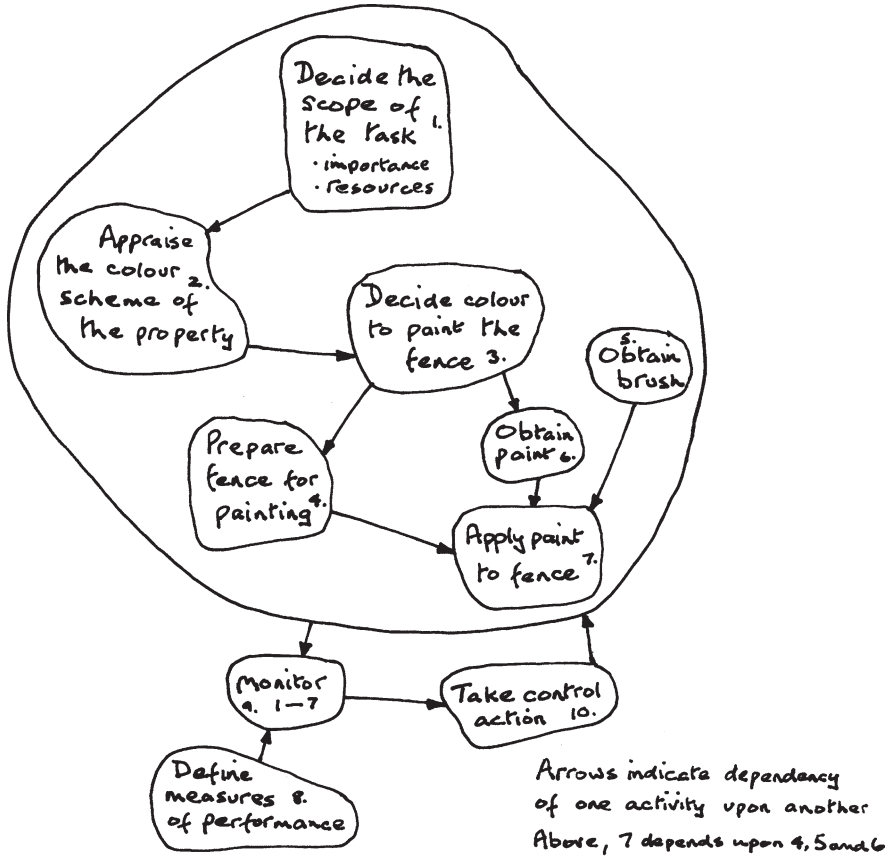 Decide the
scope of
the task 1.
· importance
· resources
Appraise
the colour 2.
scheme of
the property
Decide colour
to paint the
fence 3.
5.
Obtain
brush
Prepare
fence for
painting 4.
Obtain
paint 6.
Apply paint
to fence 7.
Monitor
9. 1–7
Take control
action 10.
Define
measures 8.
of performance
Arrows indicate dependency
of one activity upon another
Above, 7 depends upon 4, 5 and 6